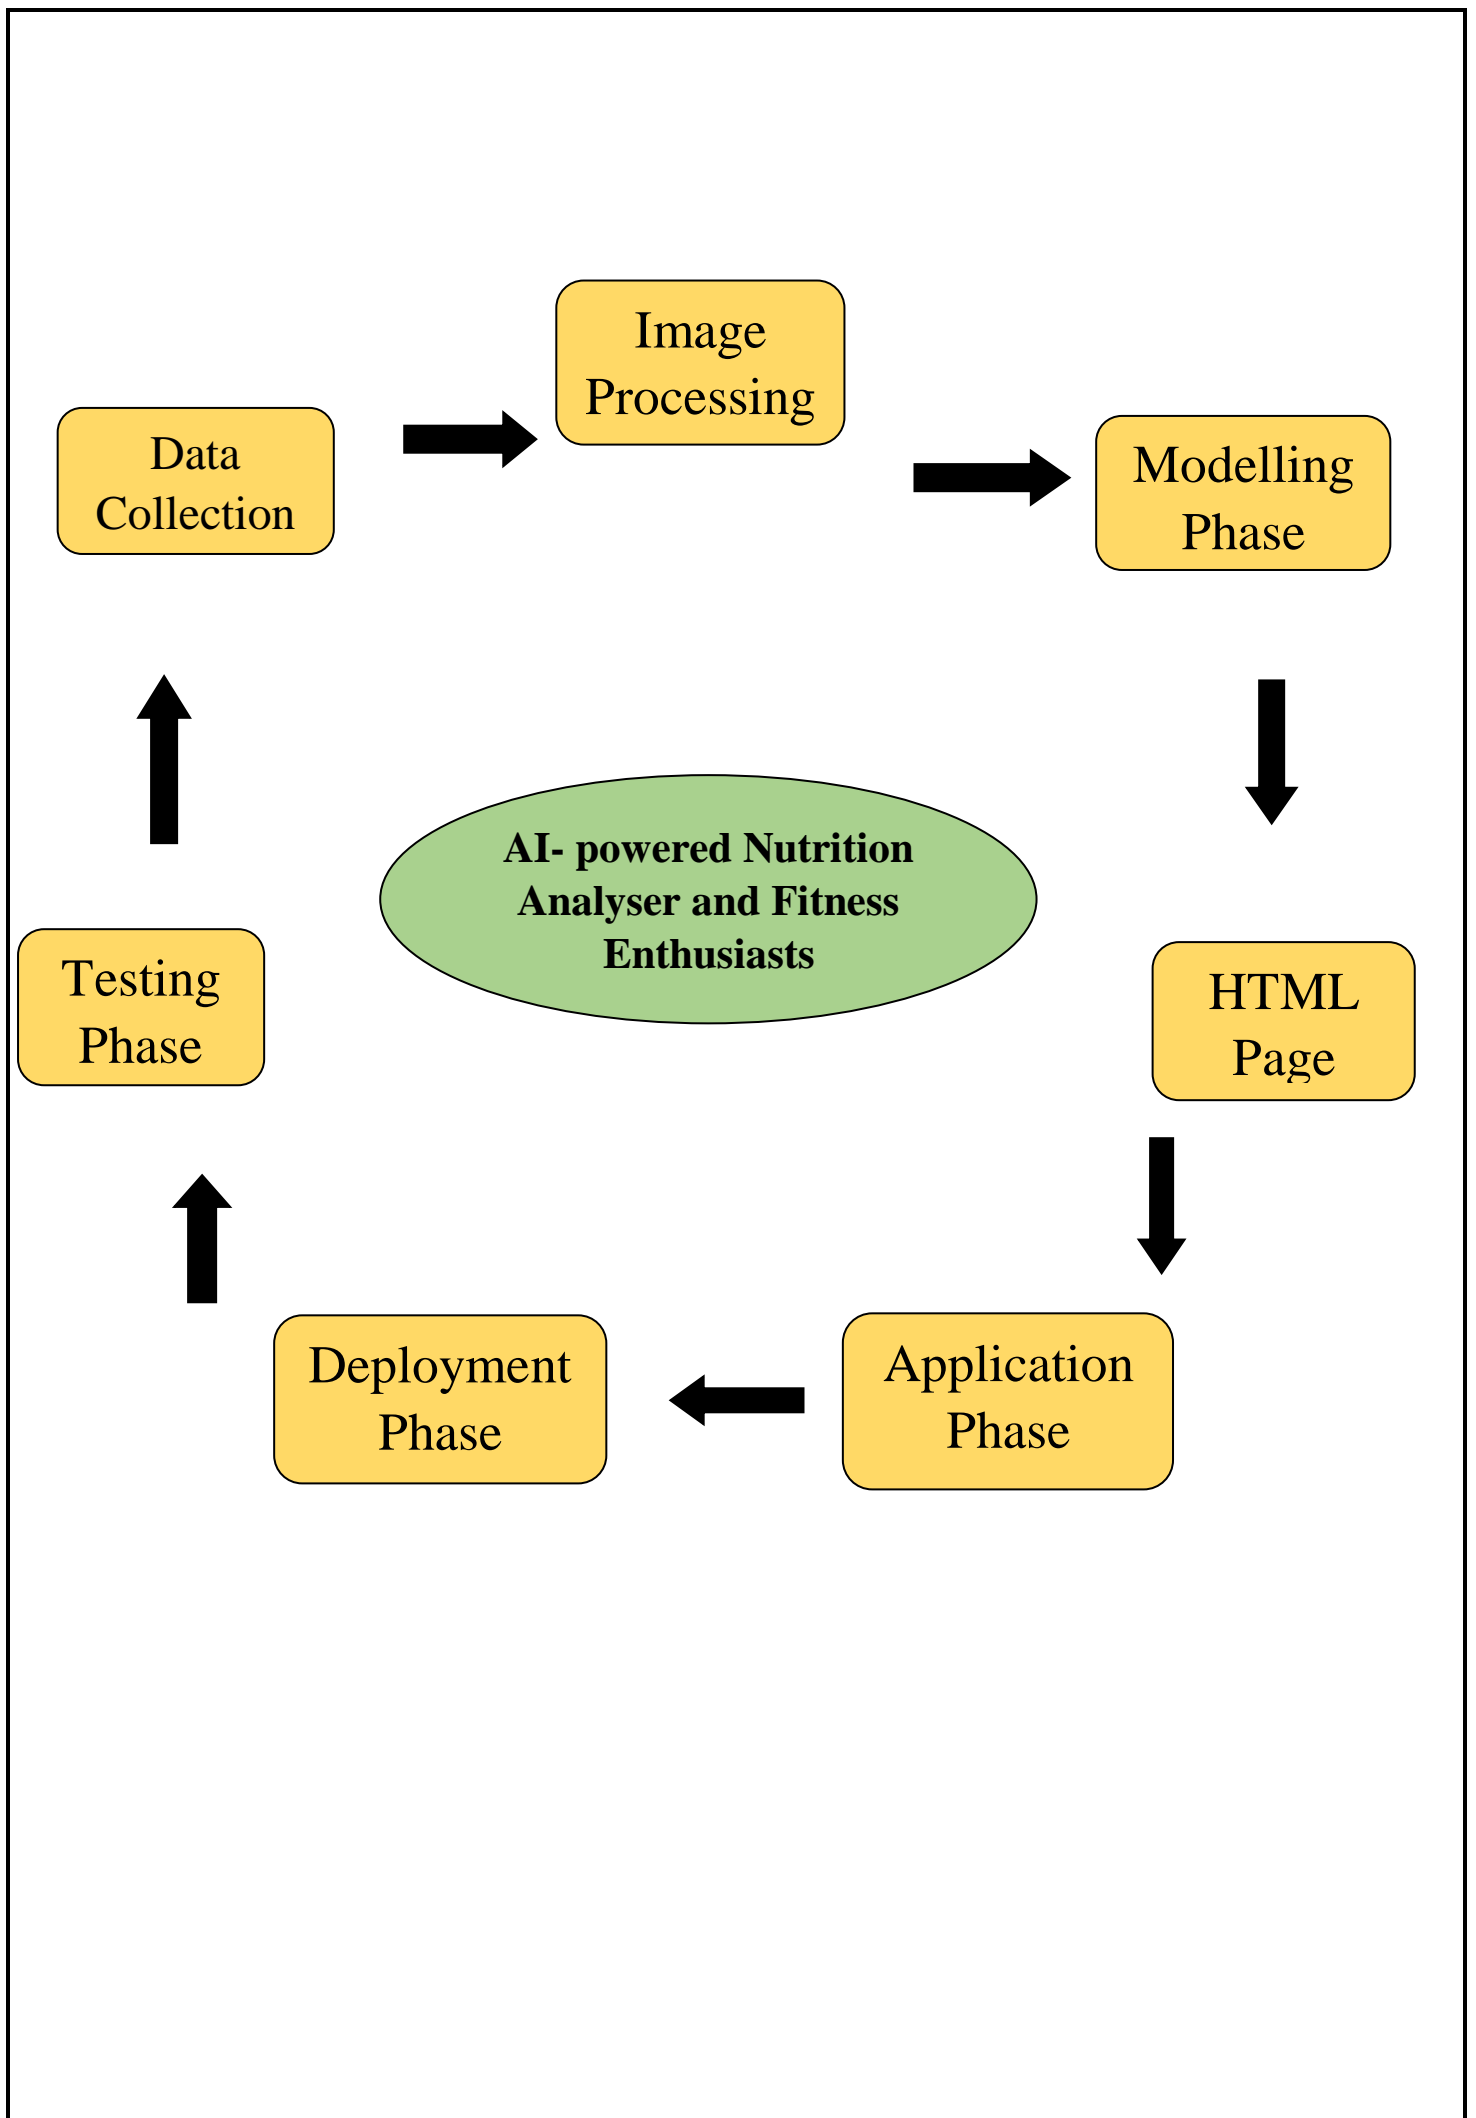 Image
Processing
Data
Collection
Modelling
Phase
AI- powered Nutrition
Analyser and Fitness
Enthusiasts
Testing
Phase
HTML
Page
Deployment
Phase
Application
Phase